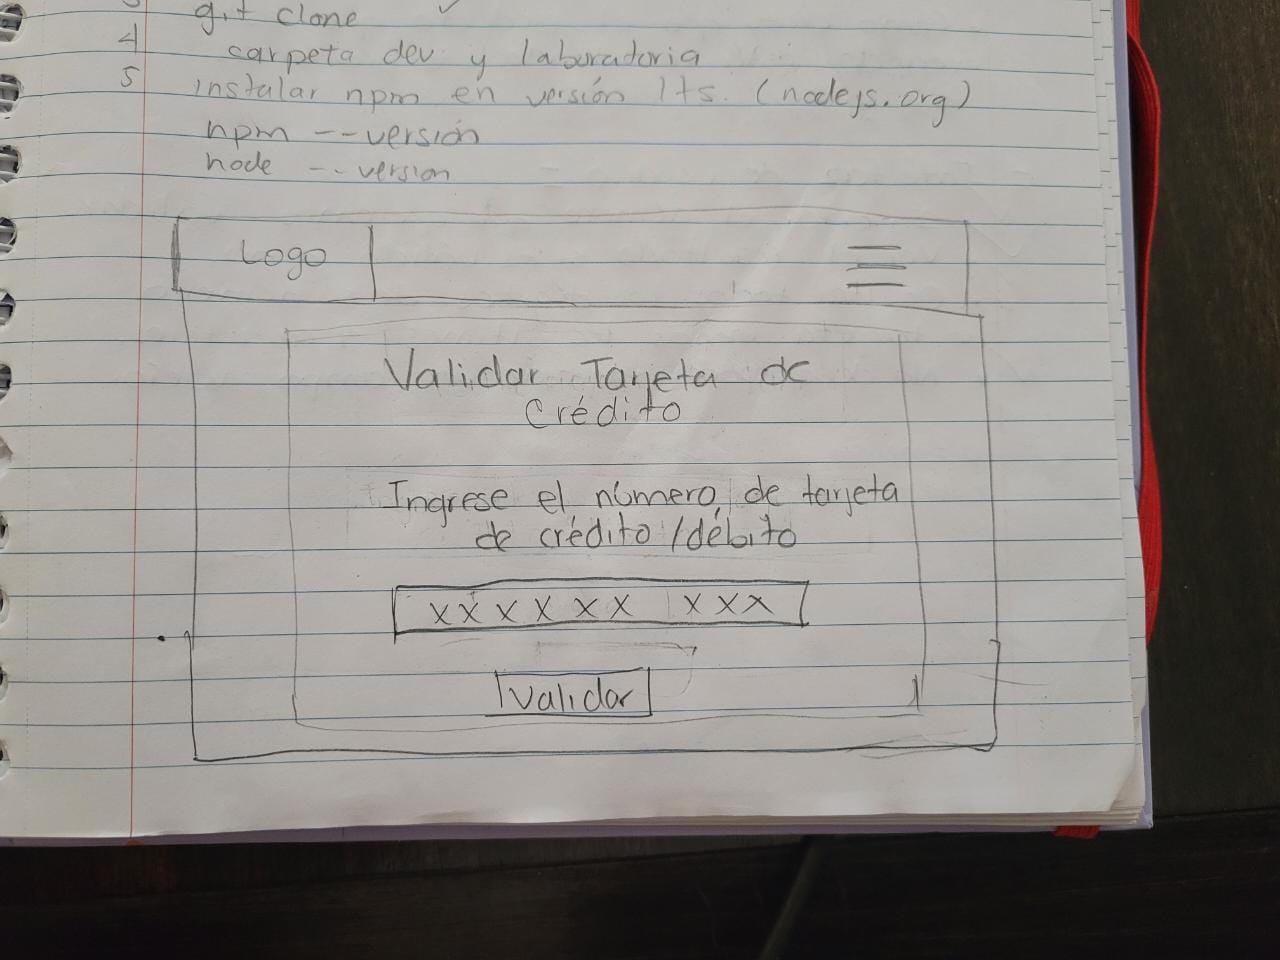 git clone
4
carpeta dev y laboratoria
5
instalar npm en versión lts. (nodejs.org)
npm -- versión
node -- version
Logo
Validar Tarjeta de
Crédito
Ingrese el número de tarjeta
de crédito/débito
XXXXXX XXX
Validar